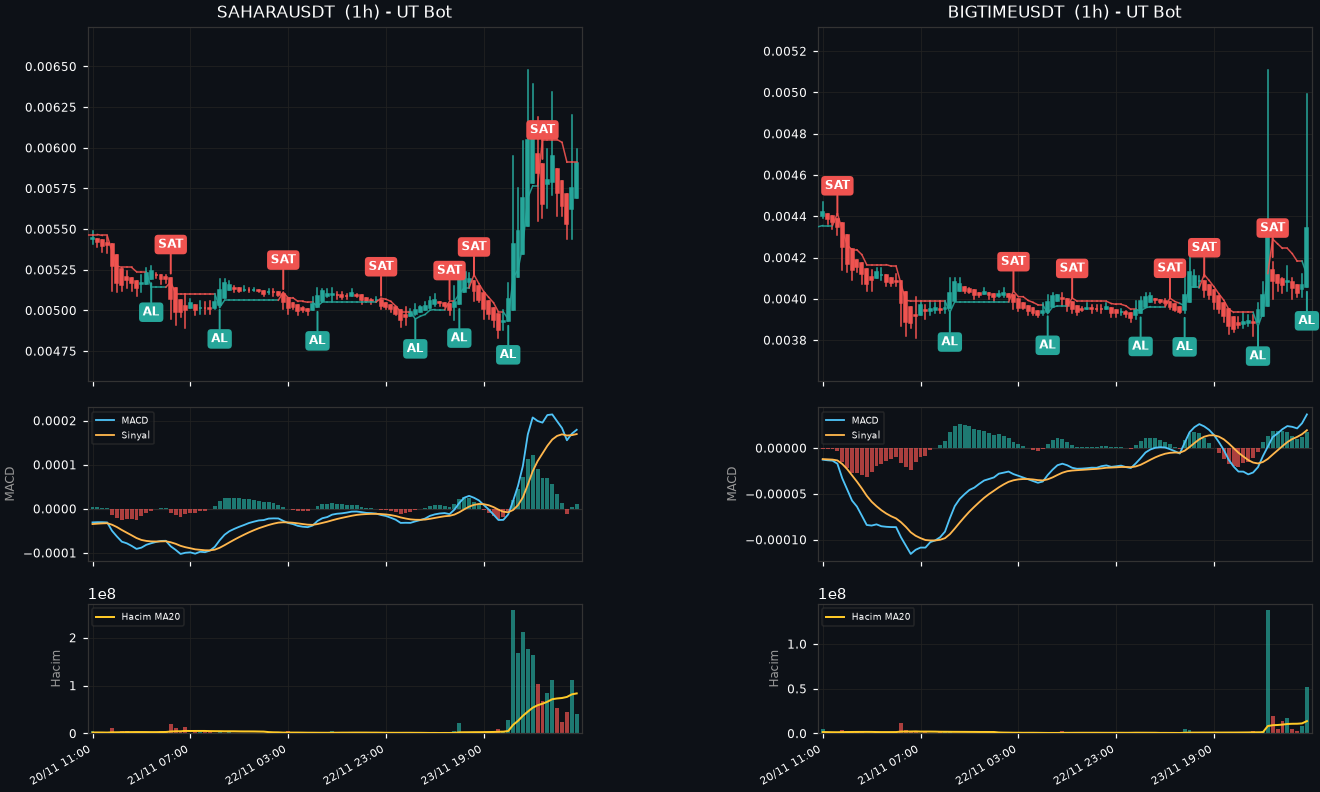 SAHARAUSDT (1h) - UT Bot
0.00650
0.00625
0.00600
0.00575
0.00550
0.00525
0.00500
0.00475
SAT
SAT
SAT
SAT
SAT
SAT
AL
AL
AL
AL
AL
AL
MACD
Sinyal
0.0002
0.0001
0.0000
−0.0001
MACD
1e8
Hacim MA20
2
1
0
Hacim
20/11 11:00
21/11 07:00
22/11 03:00
22/11 23:00
23/11 19:00
BIGTIMEUSDT (1h) - UT Bot
0.0052
0.0050
0.0048
0.0046
0.0044
0.0042
0.0040
0.0038
SAT
SAT
SAT
SAT
SAT
SAT
AL
AL
AL
AL
AL
AL
MACD
Sinyal
0.00000
−0.00005
−0.00010
MACD
1e8
Hacim MA20
1.0
0.5
0.0
Hacim
20/11 11:00
21/11 07:00
22/11 03:00
22/11 23:00
23/11 19:00